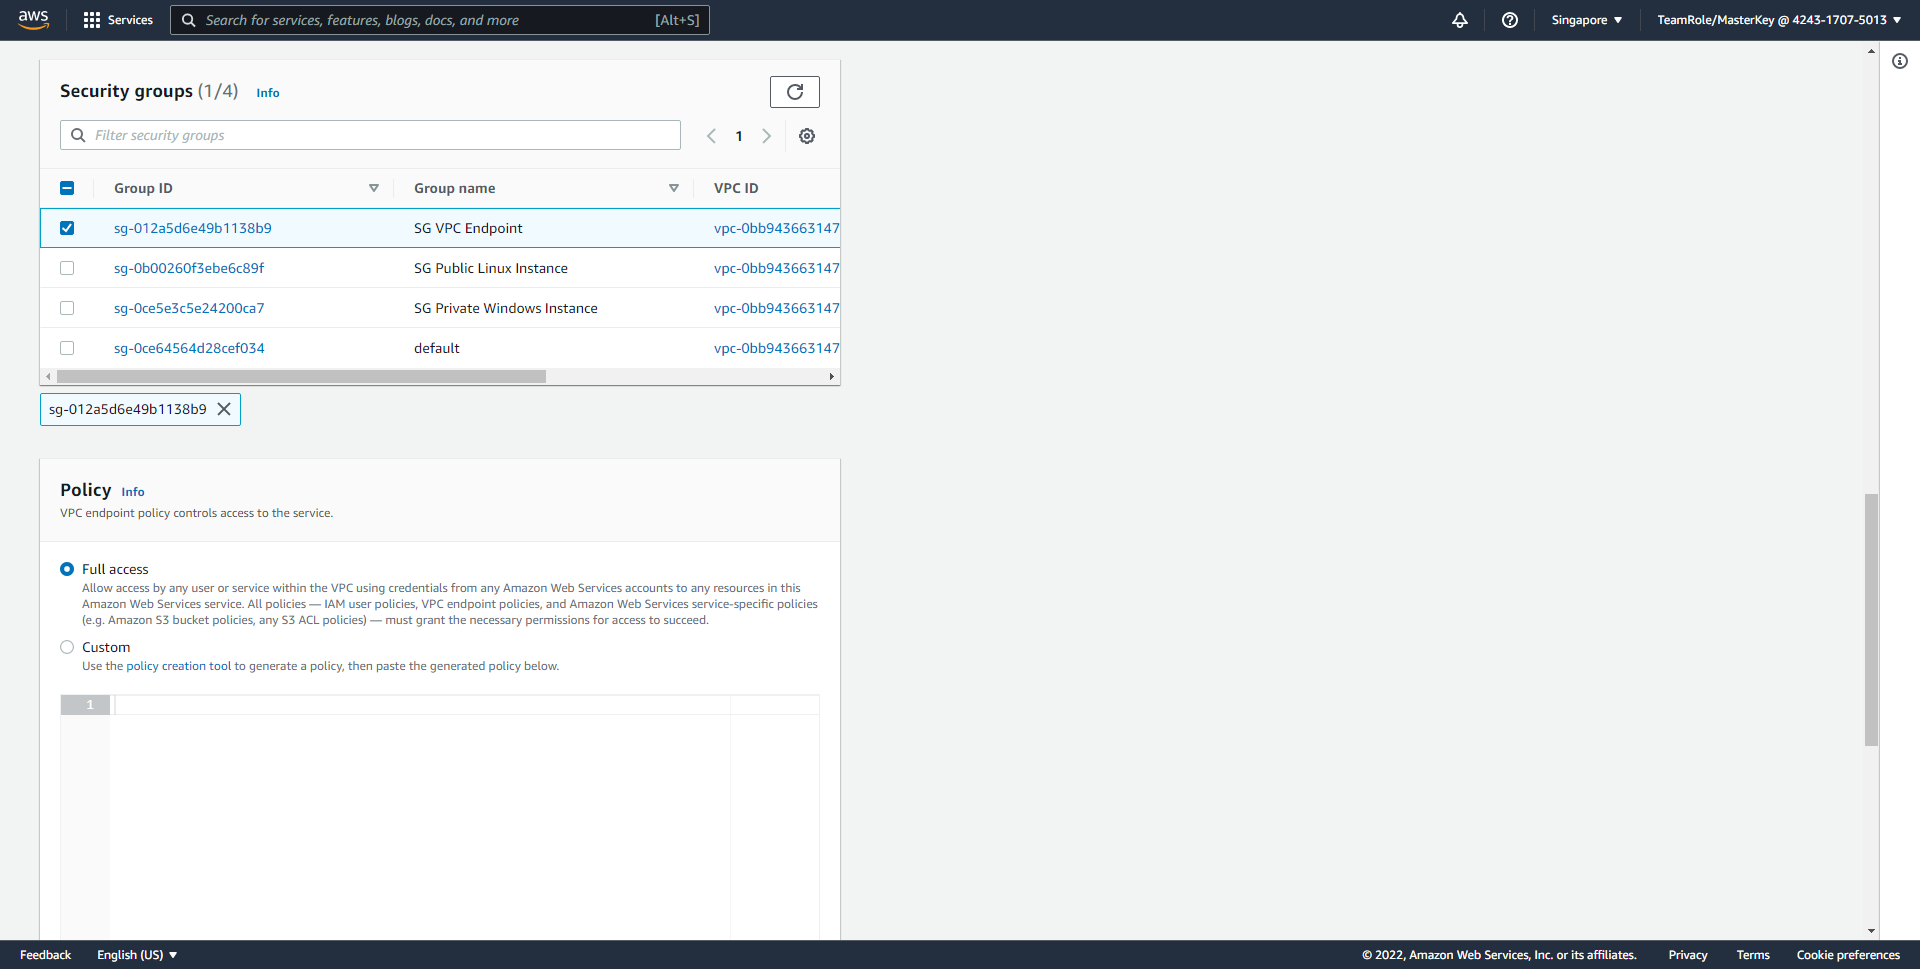 aws
Services
Search for services, features, blogs, docs, and more
[Alt+S]
Singapore
TeamRole/MasterKey @ 4243-1707-5013
Security groups (1/4) Info
Filter security groups
1
Group ID Group name VPC ID
sg-012a5d6e49b1138b9 SG VPC Endpoint vpc-0bb943663147
sg-0b00260f3ebe6c89f SG Public Linux Instance vpc-0bb943663147
sg-0ce5e3c5e24200ca7 SG Private Windows Instance vpc-0bb943663147
sg-0ce64564d28cef034 default vpc-0bb943663147
sg-012a5d6e49b1138b9
Policy Info
VPC endpoint policy controls access to the service.
Full access
Allow access by any user or service within the VPC using credentials from any Amazon Web Services accounts to any resources in this
Amazon Web Services service. All policies — IAM user policies, VPC endpoint policies, and Amazon Web Services service-specific policies
(e.g. Amazon S3 bucket policies, any S3 ACL policies) — must grant the necessary permissions for access to succeed.
Custom
Use the policy creation tool to generate a policy, then paste the generated policy below.
1
Feedback English (US)
© 2022, Amazon Web Services, Inc. or its affiliates. Privacy Terms Cookie preferences